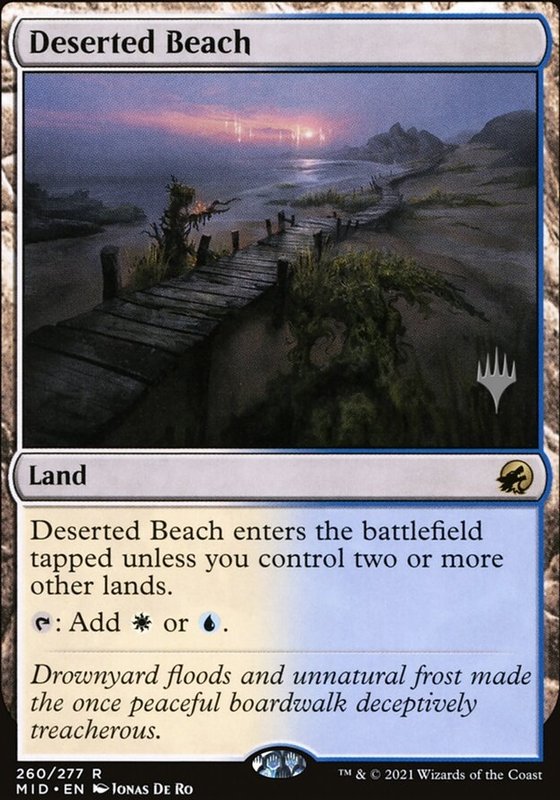 Deserted Beach
Land
Deserted Beach enters the battlefield
tapped unless you control two or more
other lands.
: Add or .
Drownyard floods and unnatural frost made
the once peaceful boardwalk deceptively
treacherous.
260/277 R
MID • EN Jonas De Ro
™ & © 2021 Wizards of the Coast